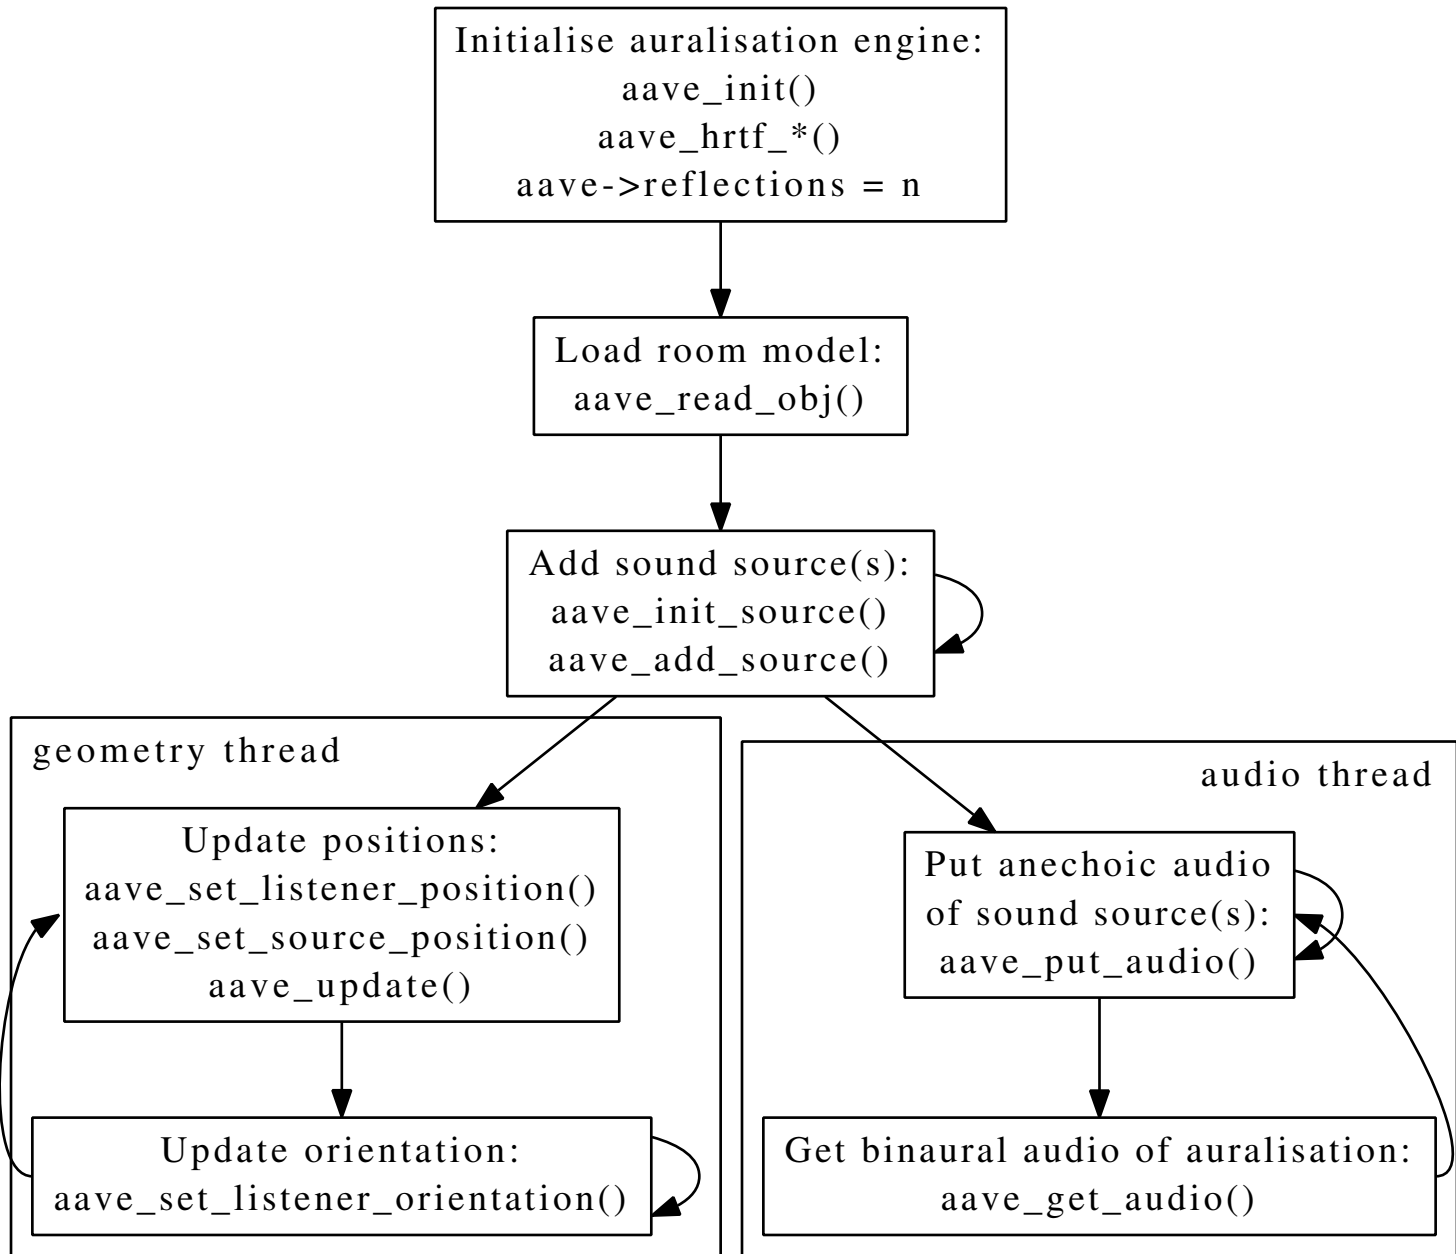 Initialise auralisation engine:
aave_init()
aave_hrtf_*()
aave->reflections = n
Load room model:
aave_read_obj()
Add sound source(s):
aave_init_source()
aave_add_source()
geometry thread
Update positions:
aave_set_listener_position()
aave_set_source_position()
aave_update()
Update orientation:
aave_set_listener_orientation()
audio thread
Put anechoic audio
of sound source(s):
aave_put_audio()
Get binaural audio of auralisation:
aave_get_audio()